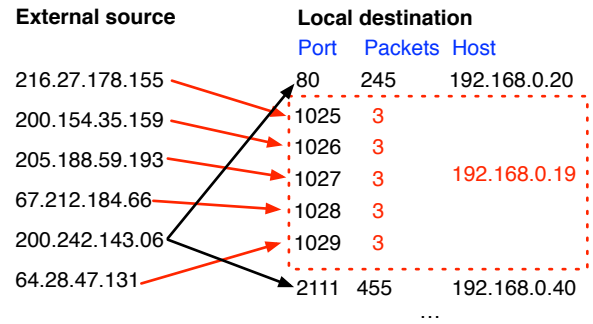 External source Local destination
Port Packets Host
216.27.178.155 80 245 192.168.0.20
200.154.35.159 1025 3
205.188.59.193 1026 3
67.212.184.66 1027 3 192.168.0.19
200.242.143.06 1028 3
64.28.47.131 1029 3
2111 455 192.168.0.40
...